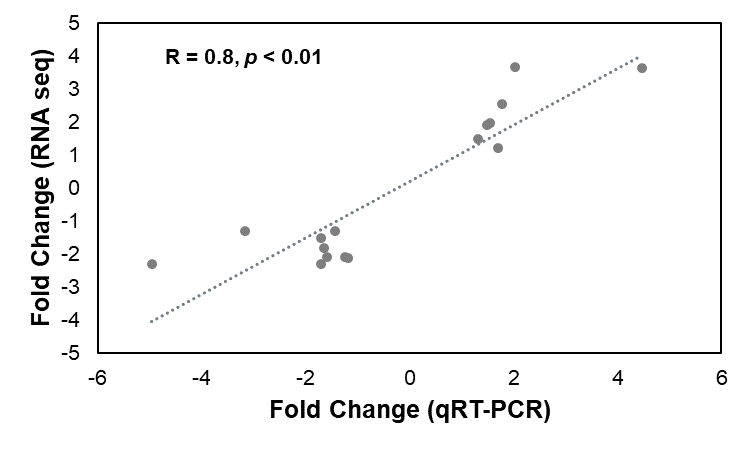 R = 0.8, p < 0.01
Fold Change (RNA seq)
5
4
3
2
1
0
-1
-2
-3
-4
-5
-6 -4 -2 0 2 4 6
Fold Change (qRT-PCR)